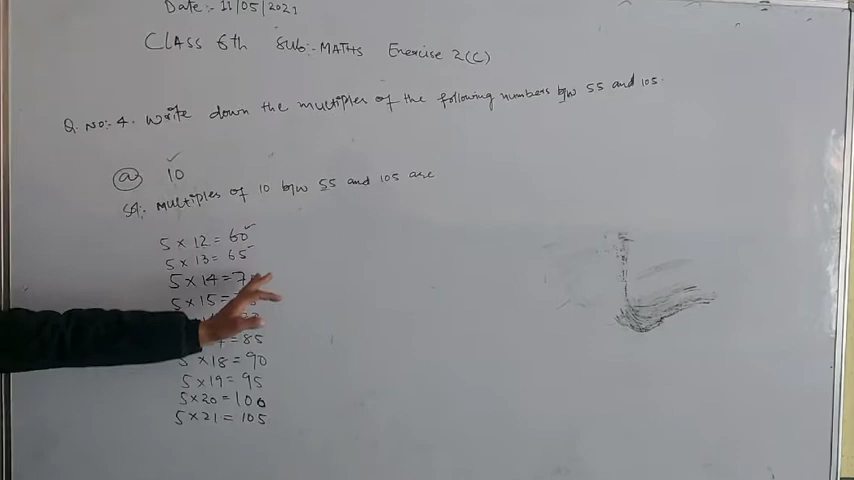 Date:- 11/05/2021
CLASS 6th Sub:- MATHS Exercise 2(C)
Q. No:- 4. Write down the multiples of the following numbers b/w 55 and 105.
(a) 10
Sol: Multiples of 10 b/w 55 and 105 are
5 × 12 = 60
5 × 13 = 65
5 × 14 = 7
5 × 15 =
85
5 × 18 = 90
5 × 19 = 95
5 × 20 = 100
5 × 21 = 105